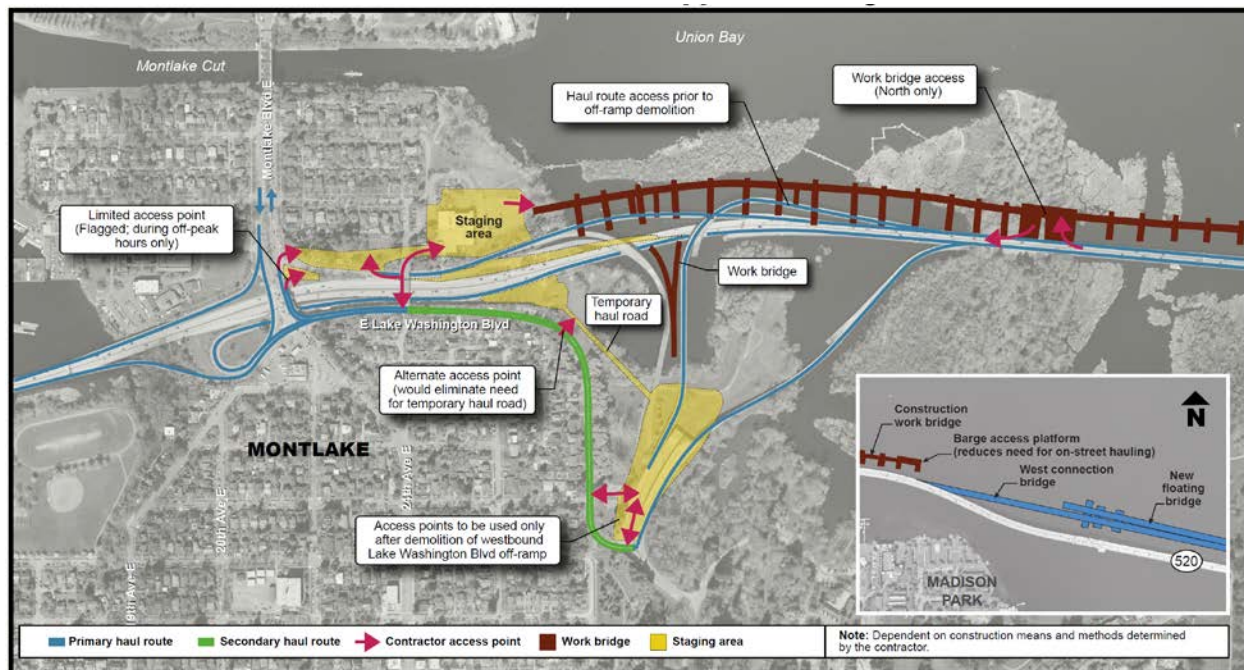 Union Bay
Montlake Cut
Montlake Blvd E
Work bridge access
(North only)
Haul route access prior to
off-ramp demolition
Limited access point
(Flagged; during off-peak
hours only)
Staging
area
Work bridge
Temporary
haul road
E Lake Washington Blvd
Alternate access point
(would eliminate need
for temporary haul road)
MONTLAKE
24th Ave E
20th Ave E
19th Ave E
Access points to be used only
after demolition of westbound
Lake Washington Blvd off-ramp
N
Construction
work bridge
Barge access platform
(reduces need for on-street hauling)
West connection
bridge
New
floating
bridge
520
MADISON
PARK
Primary haul route
Secondary haul route
Contractor access point
Work bridge
Staging area
Note: Dependent on construction means and methods determined
by the contractor.